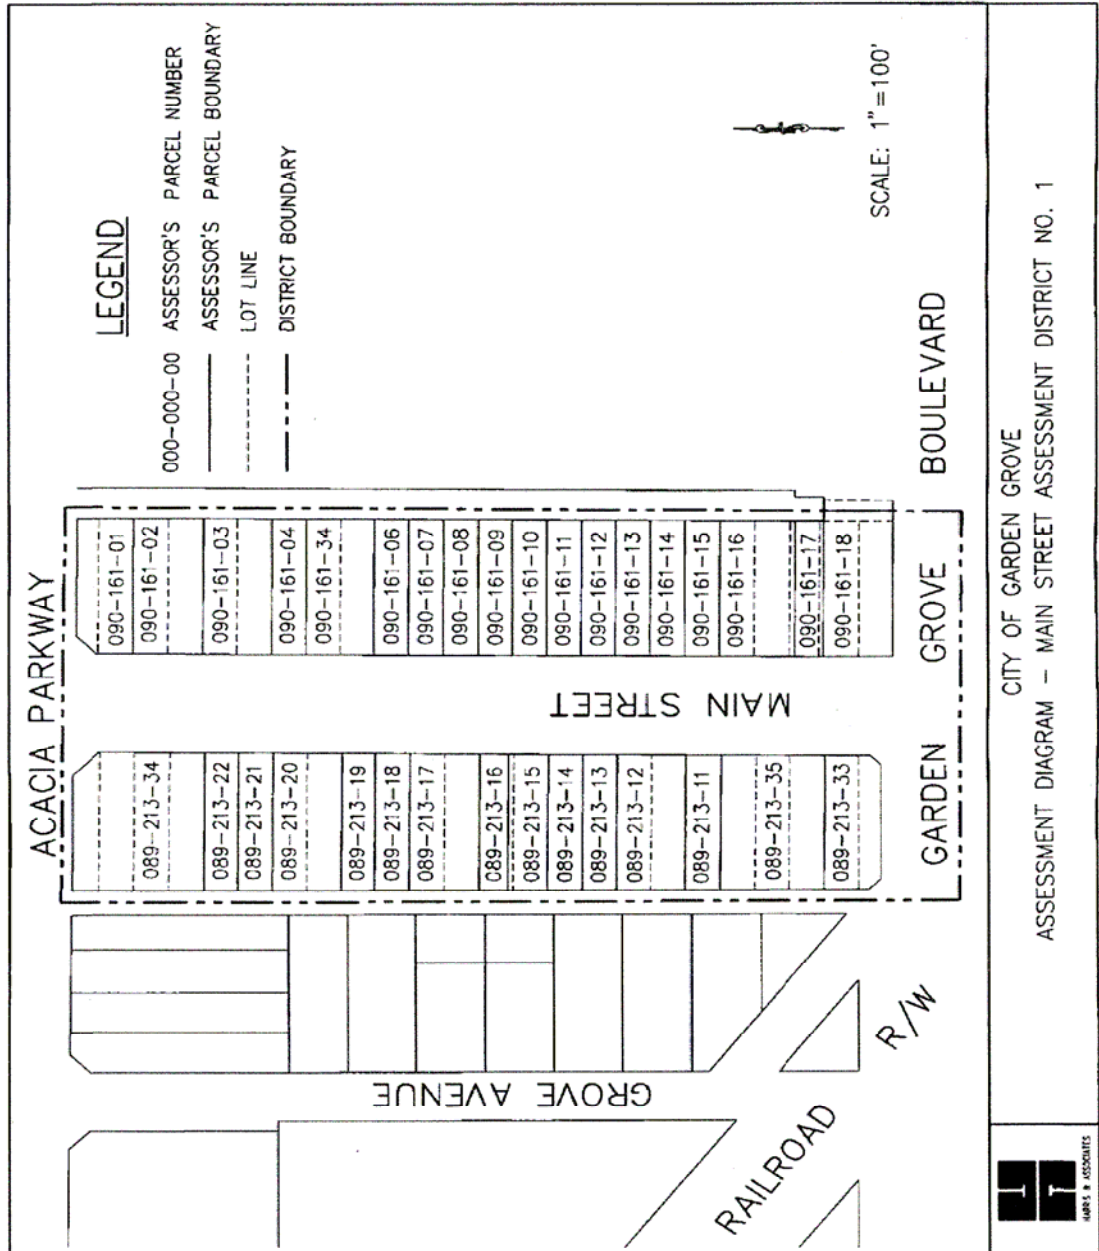 LEGEND
000-000-00 ASSESSOR'S PARCEL NUMBER
ASSESSOR'S PARCEL BOUNDARY
LOT LINE
DISTRICT BOUNDARY
SCALE: 1"=100'
ACACIA PARKWAY
090-161-01
090-161-02
090-161-03
090-161-04
090-161-34
090-161-06
090-161-07
090-161-08
090-161-09
090-161-10
090-161-11
090-161-12
090-161-13
090-161-14
090-161-15
090-161-16
090-161-17
090-161-18
MAIN STREET
089-213-34
089-213-22
089-213-21
089-213-20
089-213-19
089-213-18
089-213-17
089-213-16
089-213-15
089-213-14
089-213-13
089-213-12
089-213-11
089-213-35
089-213-33
GARDEN GROVE BOULEVARD
GROVE AVENUE
RAILROAD R/W
CITY OF GARDEN GROVE
ASSESSMENT DIAGRAM - MAIN STREET ASSESSMENT DISTRICT NO. 1
HARRIS & ASSOCIATES